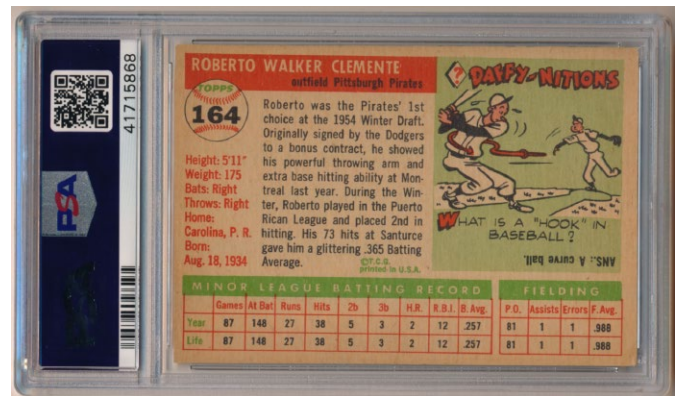 PSA
41715868
ROBERTO WALKER CLEMENTE
outfield Pittsburgh Pirates
TOPPS
164
Height: 5'11"
Weight: 175
Bats: Right
Throws: Right
Home:
Carolina, P. R.
Born:
Aug. 18, 1934
Roberto was the Pirates' 1st
choice at the 1954 Winter Draft.
Originally signed by the Dodgers
to a bonus contract, he showed
his powerful throwing arm and
extra base hitting ability at Mon-
treal last year. During the Win-
ter, Roberto played in the Puerto
Rican League and placed 2nd in
hitting. His 73 hits at Santurce
gave him a glittering .365 Batting
Average.
©T.C.G.
printed in U.S.A.
? DAFFY-NITIONS
WHAT IS A "HOOK" IN
BASEBALL?
ANS.: A curve ball.
MINOR LEAGUE BATTING RECORD
Games At Bat Runs Hits 2b 3b H.R. R.B.I. B. Avg.
Year 87 148 27 38 5 3 2 12 .257
Life 87 148 27 38 5 3 2 12 .257
FIELDING
P.O. Assists Errors F. Avg.
81 1 1 .988
81 1 1 .988